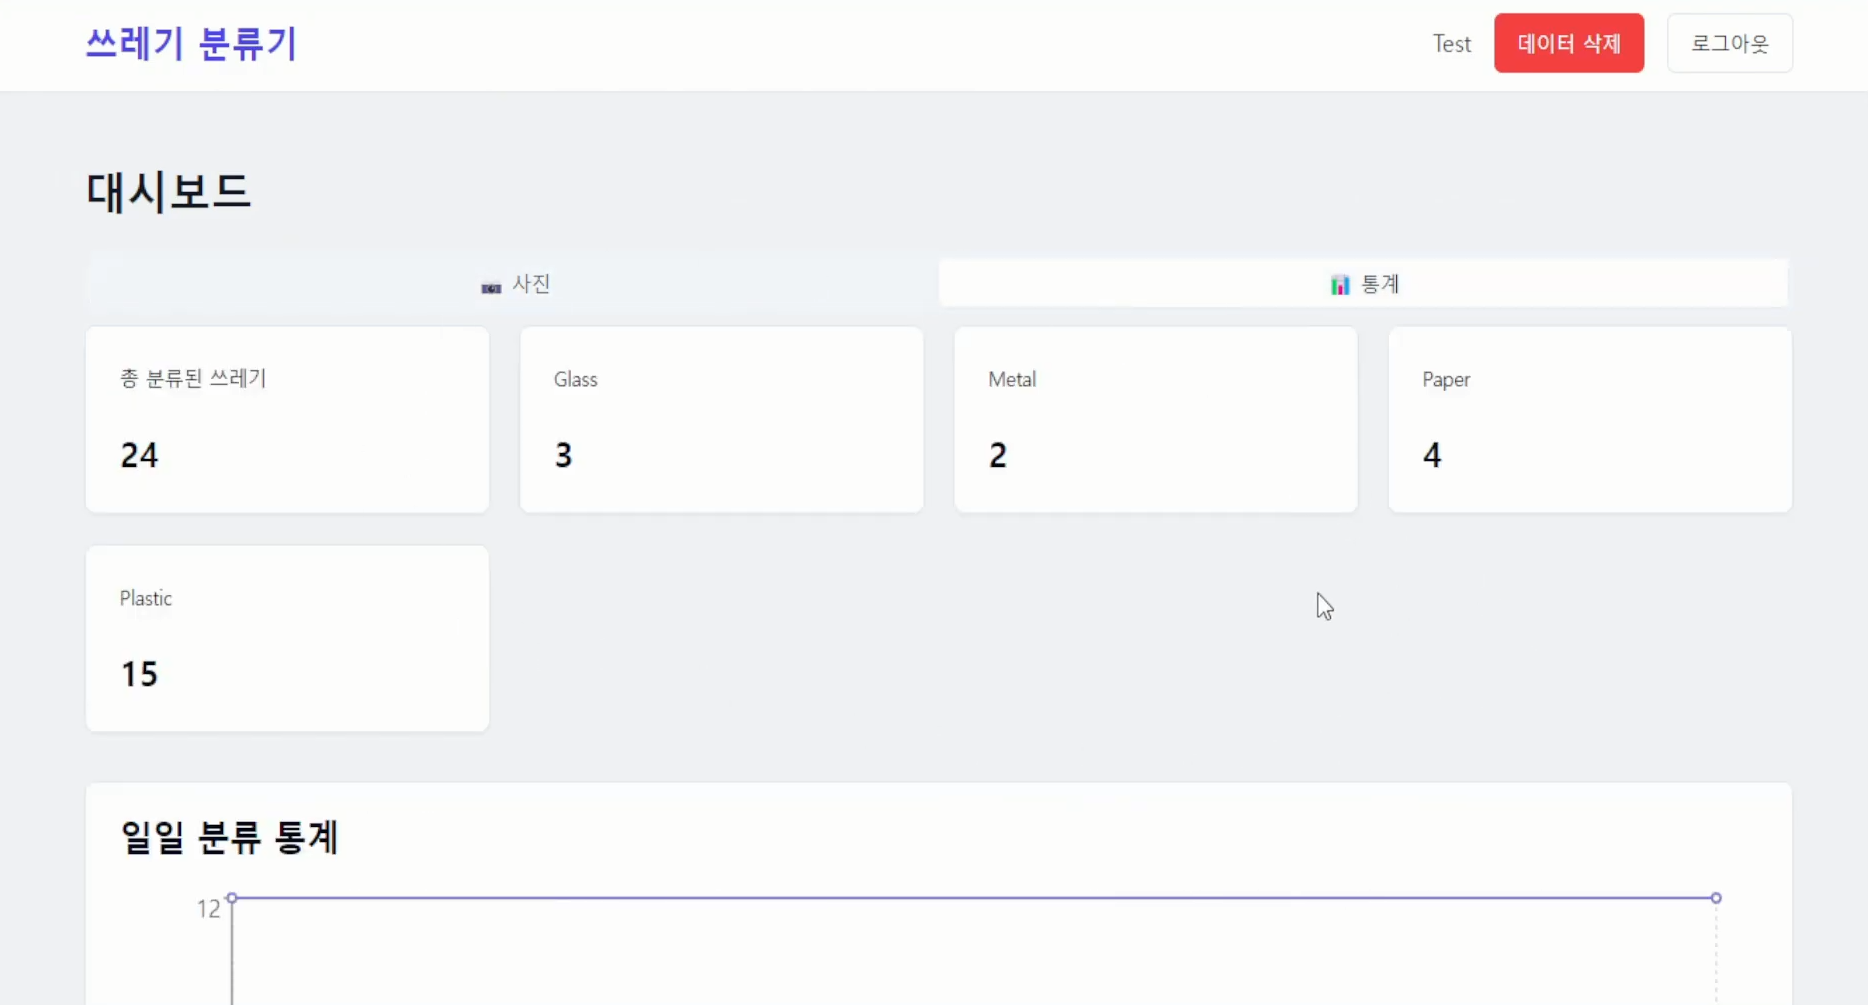 쓰레기 분류기
Test
데이터 삭제
로그아웃
대시보드
사진
통계
총 분류된 쓰레기
24
Glass
3
Metal
2
Paper
4
Plastic
15
일일 분류 통계
12